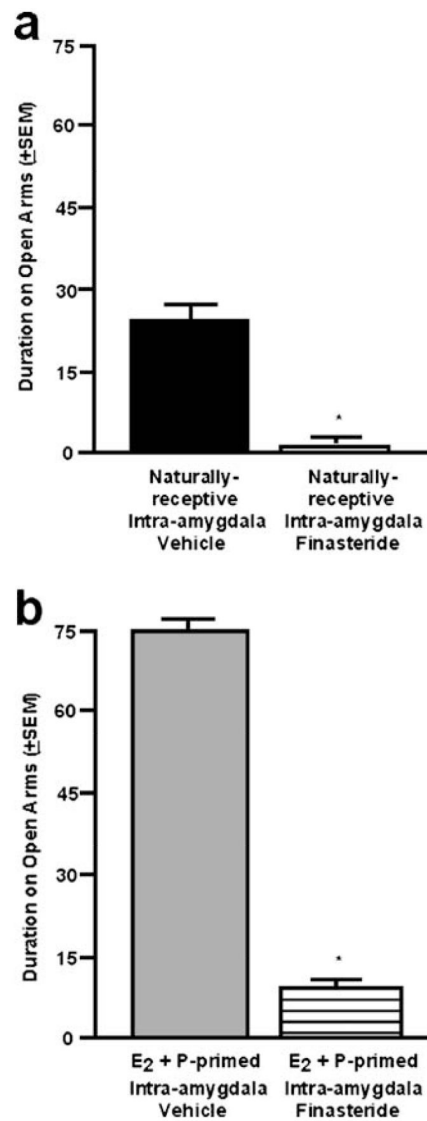 a
Duration on Open Arms (±SEM)
75
60
45
30
15
0
*
Naturally- Naturally-
receptive receptive
Intra-amygdala Intra-amygdala
Vehicle Finasteride
b
Duration on Open Arms (±SEM)
75
60
45
30
15
0
*
E₂ + P-primed E₂ + P-primed
Intra-amygdala Intra-amygdala
Vehicle Finasteride